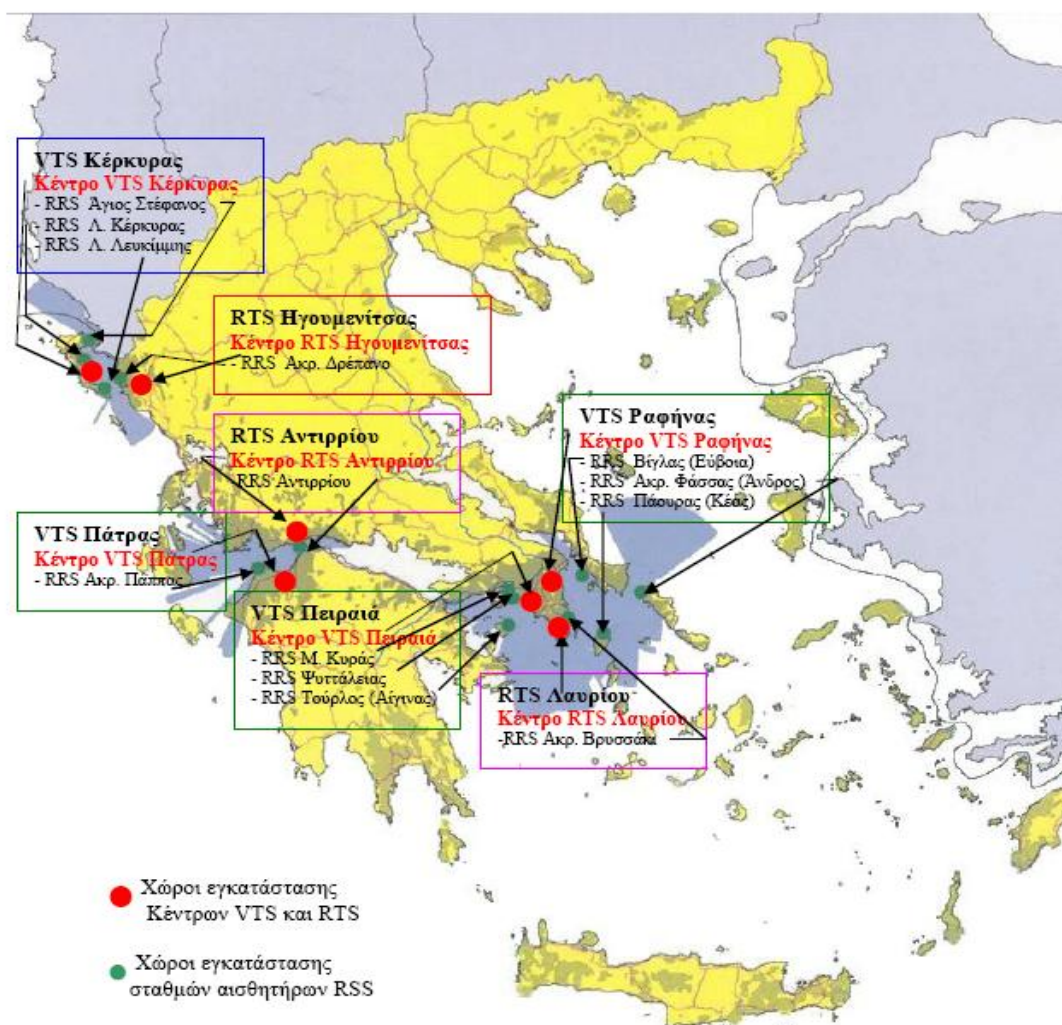 VTS Κέρκυρας
Κέντρο VTS Κέρκυρας
- RRS Άγιος Στέφανος
- RRS Λ. Κέρκυρας
- RRS Λ. Λευκίμμης
RTS Ηγουμενίτσας
Κέντρο RTS Ηγουμενίτσας
- RRS Ακρ. Δρέπανο
RTS Αντιρρίου
Κέντρο RTS Αντιρρίου
-RRS Αντιρρίου
VTS Ραφήνας
Κέντρο VTS Ραφήνας
- RRS Βίγλας (Εύβοια)
- RRS Ακρ. Φάσσας (Άνδρος)
- RRS Πάουρας (Κέας)
VTS Πάτρας
Κέντρο VTS Πάτρας
- RRS Ακρ. Πάππας
VTS Πειραιά
Κέντρο VTS Πειραιά
- RRS Μ. Κυράς
- RRS Ψυττάλειας
- RRS Τούρλος (Αίγινας)
RTS Λαυρίου
Κέντρο RTS Λαυρίου
-RRS Ακρ. Βρυσσάκι
Χώροι εγκατάστασης
Κέντρων VTS και RTS
Χώροι εγκατάστασης
σταθμών αισθητήρων RSS